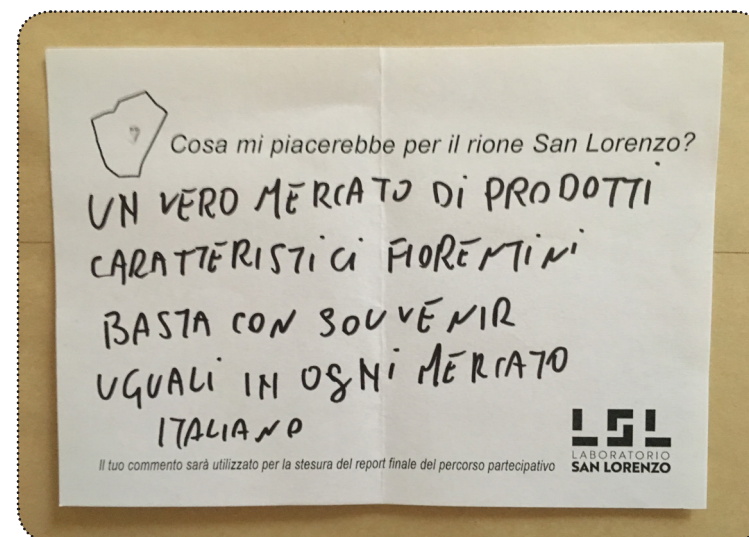 Cosa mi piacerebbe per il rione San Lorenzo?
UN VERO MERCATO DI PRODOTTI
CARATTERISTICI FIORENTINI
BASTA CON SOUVENIR
UGUALI IN OGNI MERCATO
ITALIANO
LSL
LABORATORIO
SAN LORENZO
Il tuo commento sarà utilizzato per la stesura del report finale del percorso partecipativo